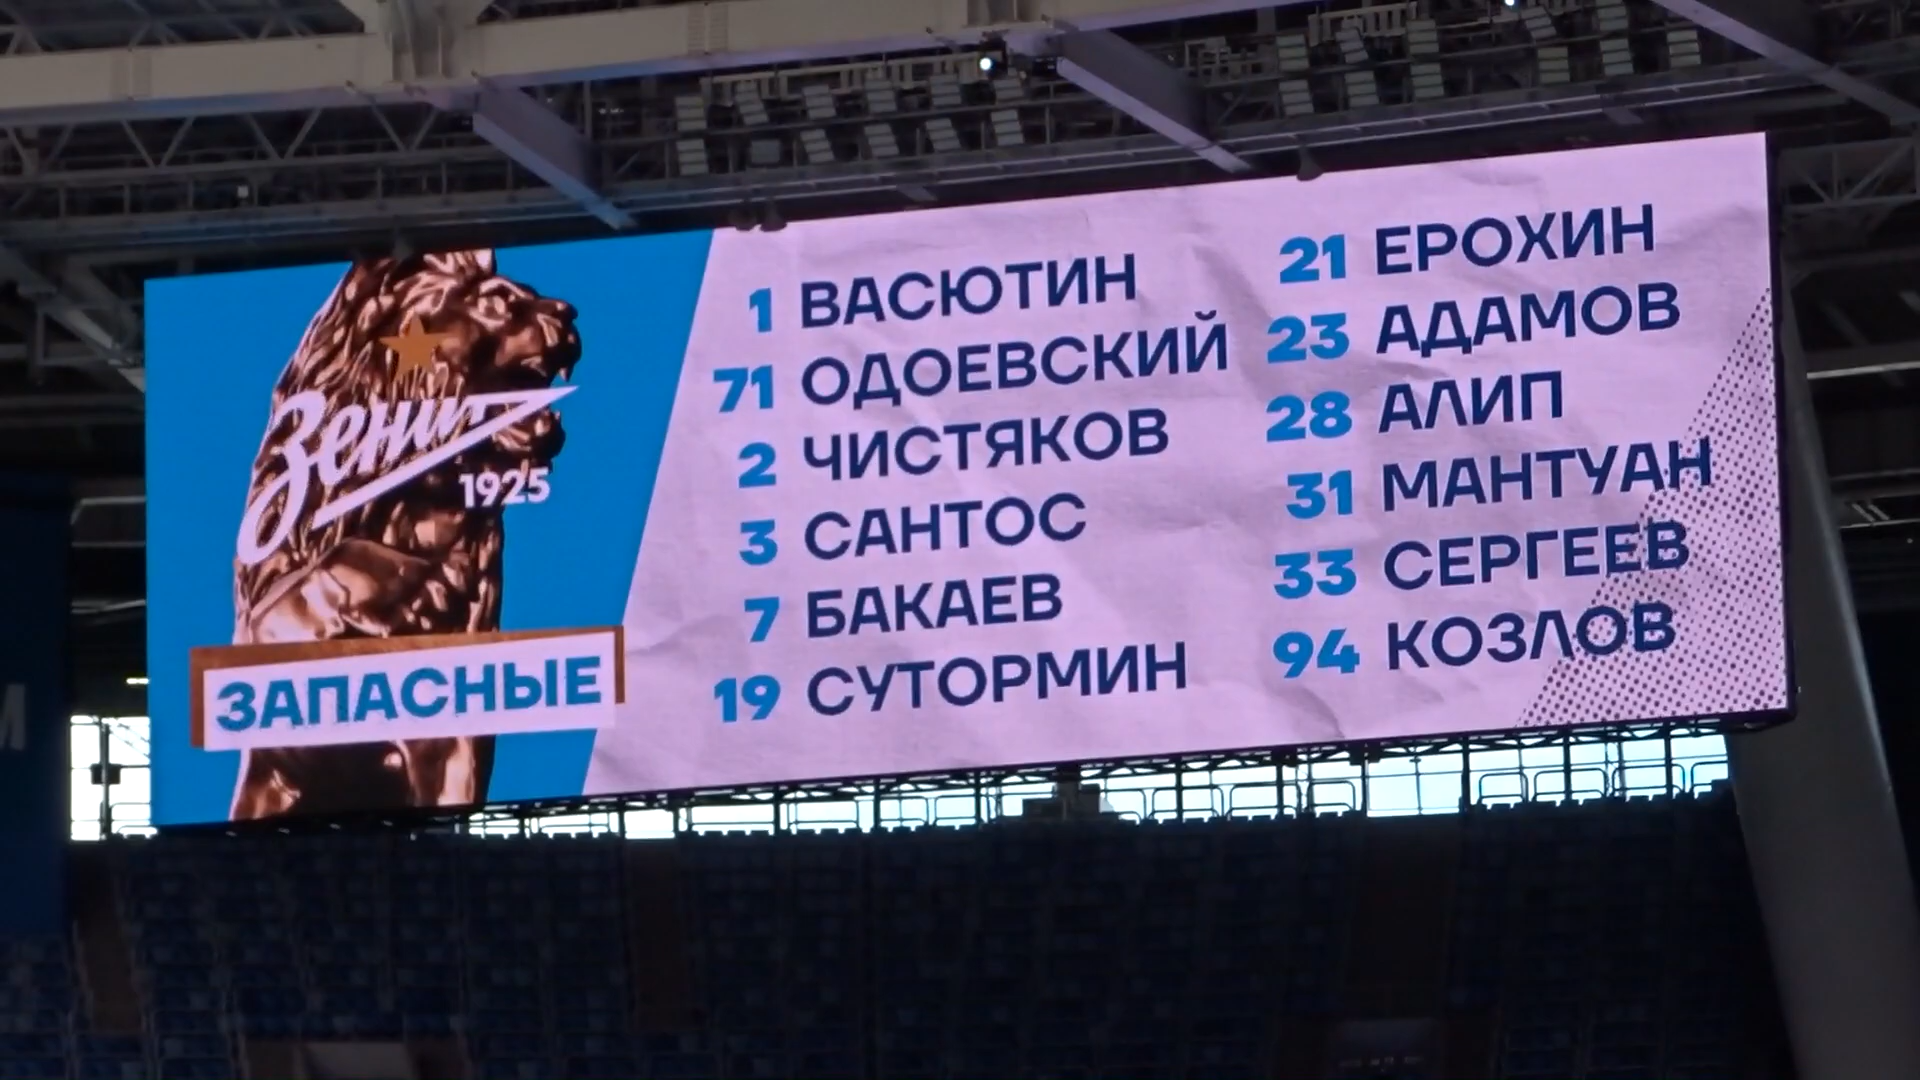 Зенит
1925
ЗАПАСНЫЕ
1 ВАСЮТИН
71 ОДОЕВСКИЙ
2 ЧИСТЯКОВ
3 САНТОС
7 БАКАЕВ
19 СУТОРМИН
21 ЕРОХИН
23 АДАМОВ
28 АЛИП
31 МАНТУАН
33 СЕРГЕЕВ
94 КОЗЛОВ